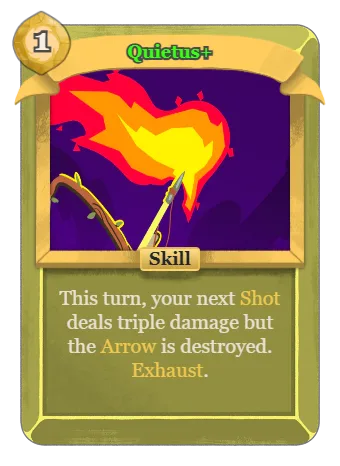 1
Quietus+
Skill
This turn, your next Shot
deals triple damage but
the Arrow is destroyed.
Exhaust.